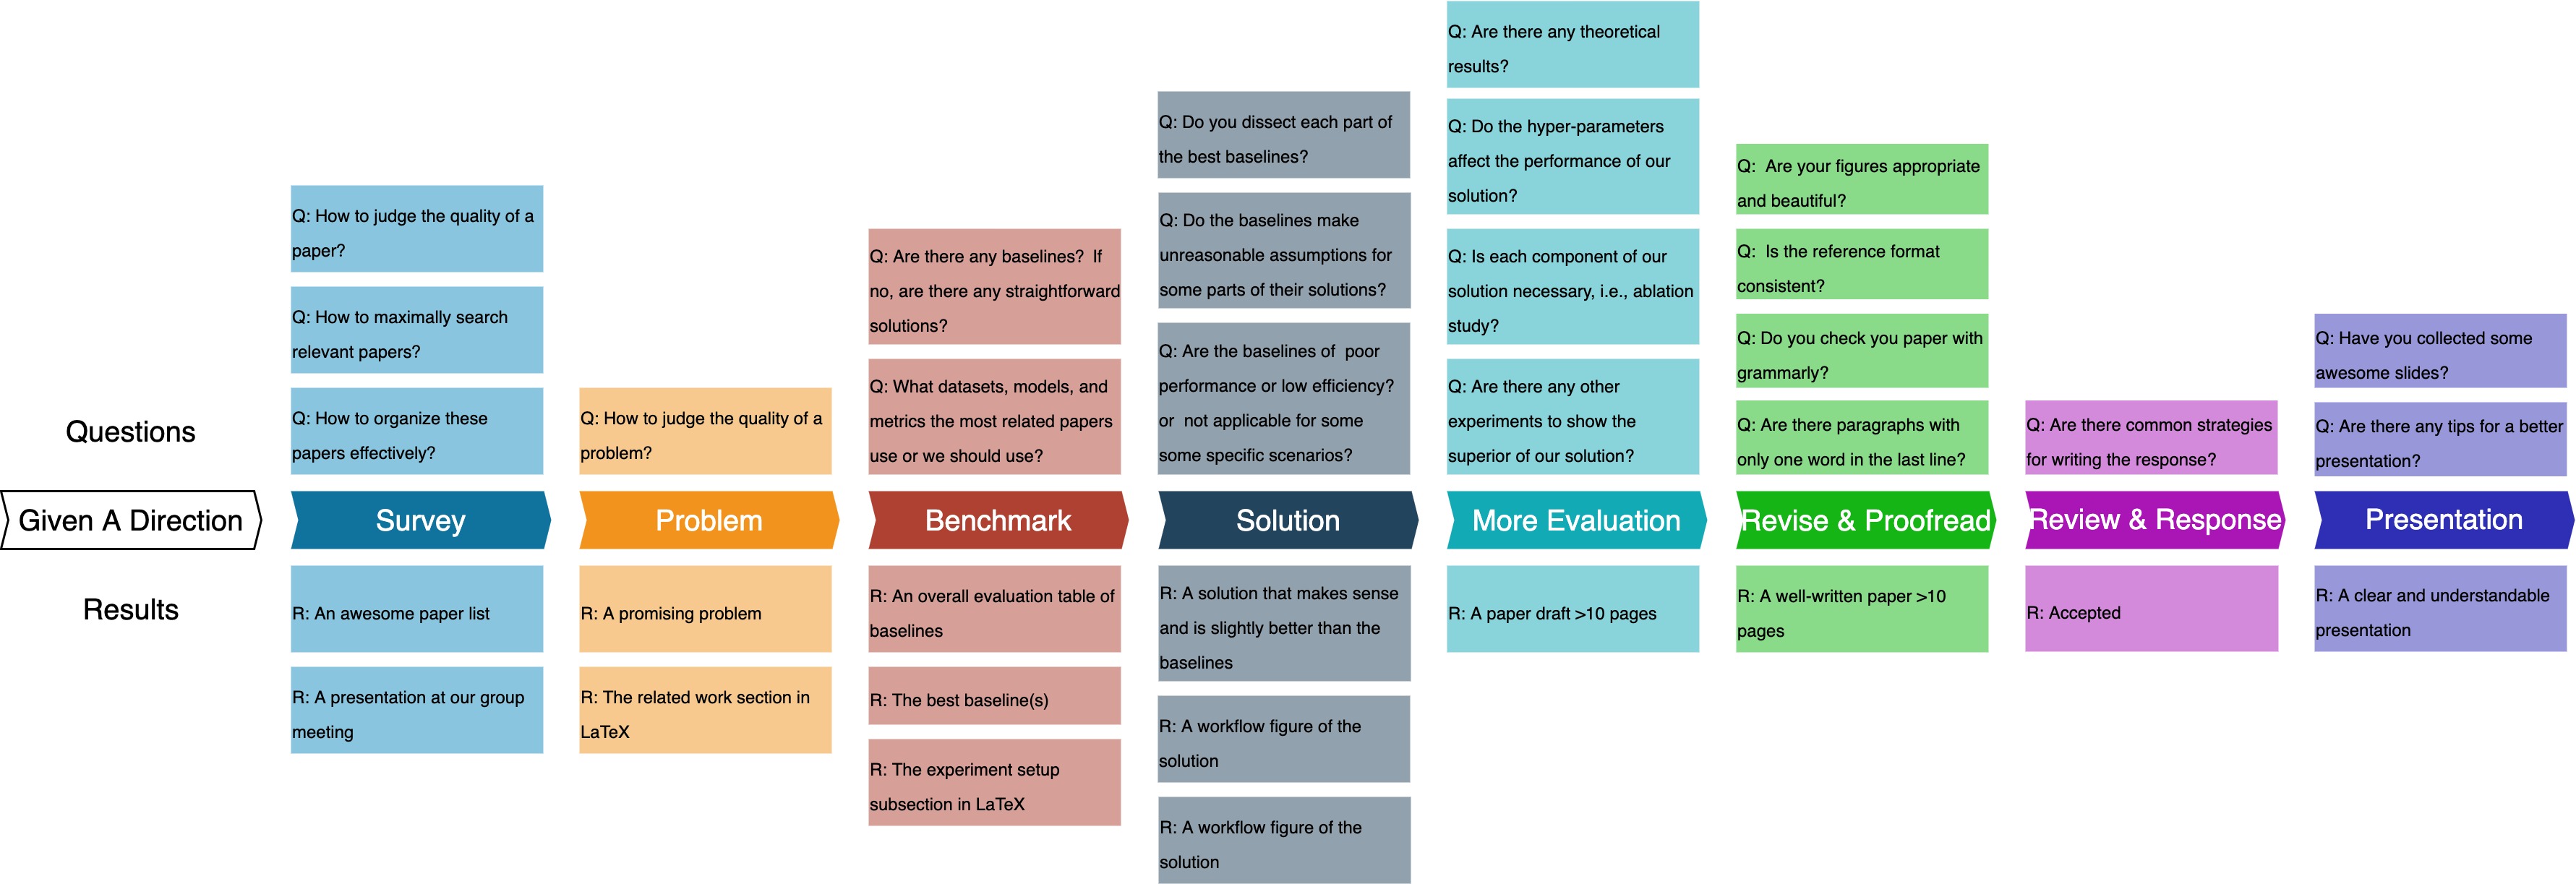 Questions
Given A Direction
Results
Q: How to judge the quality of a
paper?
Q: How to maximally search
relevant papers?
Q: How to organize these
papers effectively?
Survey
R: An awesome paper list
R: A presentation at our group
meeting
Q: How to judge the quality of a
problem?
Problem
R: A promising problem
R: The related work section in
LaTeX
Q: Are there any baselines?  If
no, are there any straightforward
solutions?
Q: What datasets, models, and
metrics the most related papers
use or we should use?
Benchmark
R: An overall evaluation table of
baselines
R: The best baseline(s)
R: The experiment setup
subsection in LaTeX
Q: Do you dissect each part of
the best baselines?
Q: Do the baselines make
unreasonable assumptions for
some parts of their solutions?
Q: Are the baselines of  poor
performance or low efficiency?
or  not applicable for some
some specific scenarios?
Solution
R: A solution that makes sense
and is slightly better than the
baselines
R: A workflow figure of the
solution
R: A workflow figure of the
solution
Q: Are there any theoretical
results?
Q: Do the hyper-parameters
affect the performance of our
solution?
Q: Is each component of our
solution necessary, i.e., ablation
study?
Q: Are there any other
experiments to show the
superior of our solution?
More Evaluation
R: A paper draft >10 pages
Q:  Are your figures appropriate
and beautiful?
Q:  Is the reference format
consistent?
Q: Do you check you paper with
grammarly?
Q: Are there paragraphs with
only one word in the last line?
Revise & Proofread
R: A well-written paper >10
pages
Q: Are there common strategies
for writing the response?
Review & Response
R: Accepted
Q: Have you collected some
awesome slides?
Q: Are there any tips for a better
presentation?
Presentation
R: A clear and understandable
presentation